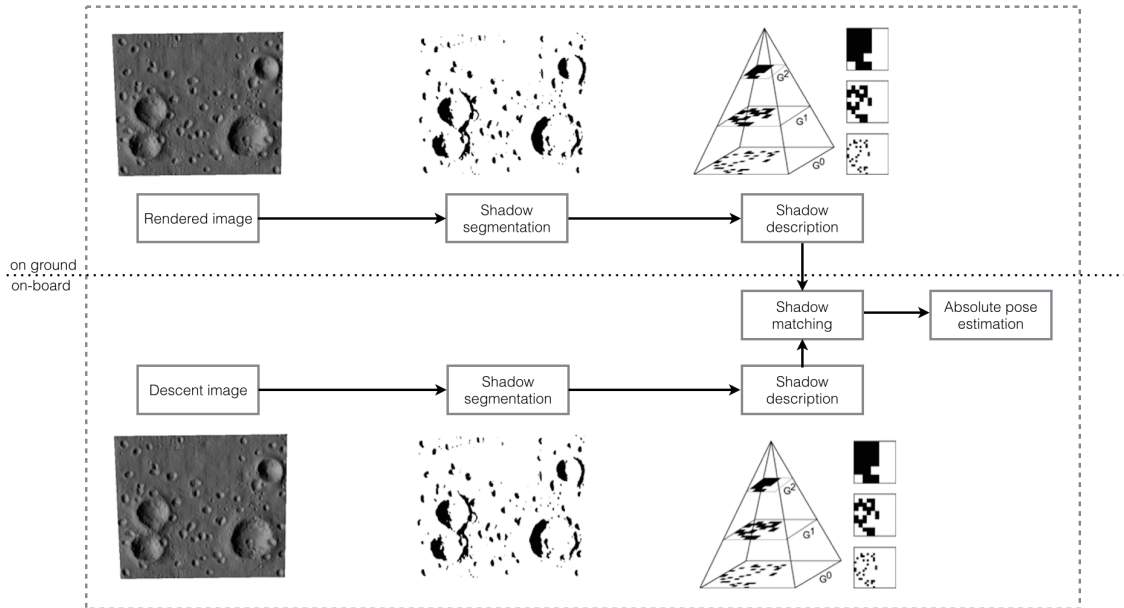 G2
G1
G0
Rendered image
Shadow
segmentation
Shadow
description
on ground
on-board
Shadow
matching
Absolute pose
estimation
Descent image
Shadow
segmentation
Shadow
description
G2
G1
G0